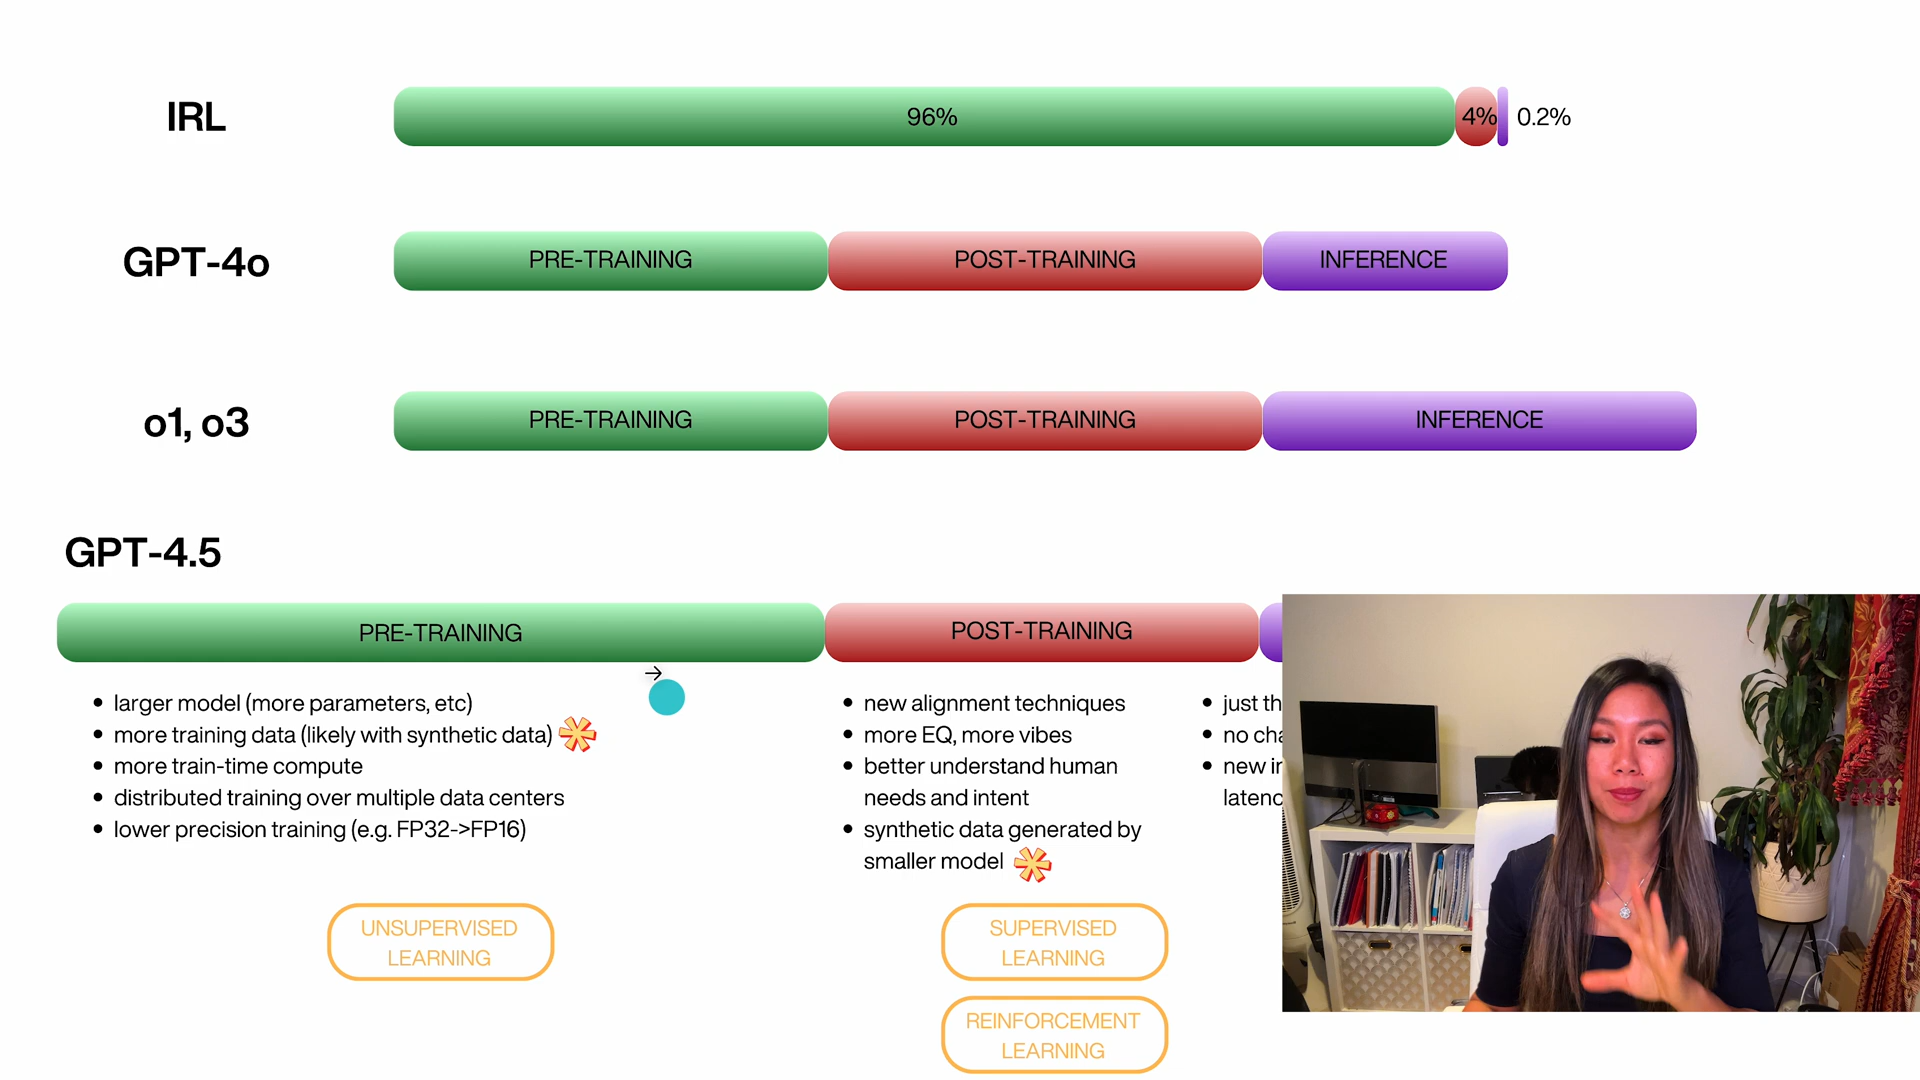 IRL
96%
4%
0.2%
GPT-4o
PRE-TRAINING
POST-TRAINING
INFERENCE
o1, o3
PRE-TRAINING
POST-TRAINING
INFERENCE
GPT-4.5
PRE-TRAINING
POST-TRAINING
• larger model (more parameters, etc)
• more training data (likely with synthetic data)
• more train-time compute
• distributed training over multiple data centers
• lower precision training (e.g. FP32->FP16)
UNSUPERVISED
LEARNING
• new alignment techniques
• more EQ, more vibes
• better understand human
needs and intent
• synthetic data generated by
smaller model
SUPERVISED
LEARNING
REINFORCEMENT
LEARNING
• just
• no
• new